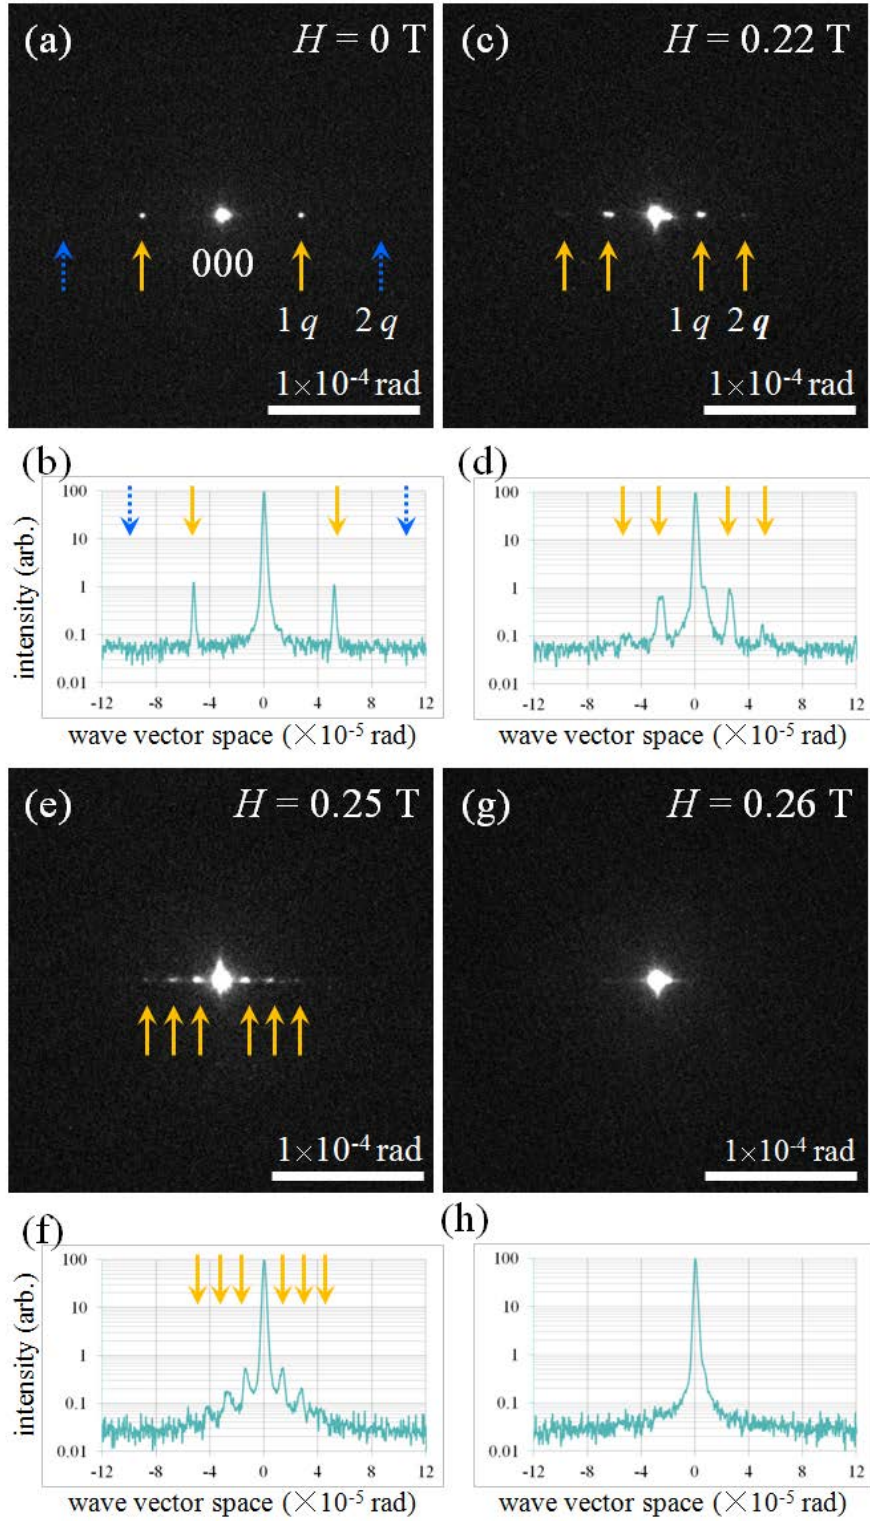 (a) H = 0 T
000
1 q 2 q
1×10⁻⁴ rad
(c) H = 0.22 T
1 q 2 q
1×10⁻⁴ rad
(b)
intensity (arb.)
100
10
1
0.1
0.01
-12 -8 -4 0 4 8 12
wave vector space (×10⁻⁵ rad)
(d)
100
10
1
0.1
0.01
-12 -8 -4 0 4 8 12
wave vector space (×10⁻⁵ rad)
(e) H = 0.25 T
1×10⁻⁴ rad
(g) H = 0.26 T
1×10⁻⁴ rad
(f)
intensity (arb.)
100
10
1
0.1
0.01
-12 -8 -4 0 4 8 12
wave vector space (×10⁻⁵ rad)
(h)
100
10
1
0.1
0.01
-12 -8 -4 0 4 8 12
wave vector space (×10⁻⁵ rad)